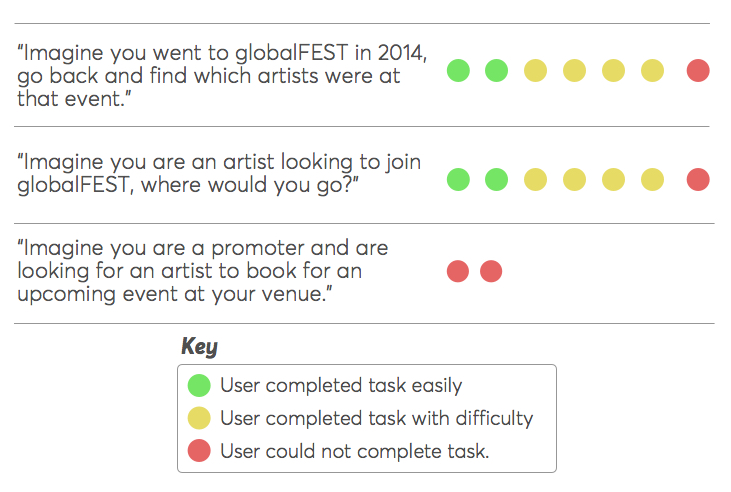 “Imagine you went to globalFEST in 2014,
go back and find which artists were at
that event.”
“Imagine you are an artist looking to join
globalFEST, where would you go?”
“Imagine you are a promoter and are
looking for an artist to book for an
upcoming event at your venue.”
Key
User completed task easily
User completed task with difficulty
User could not complete task.